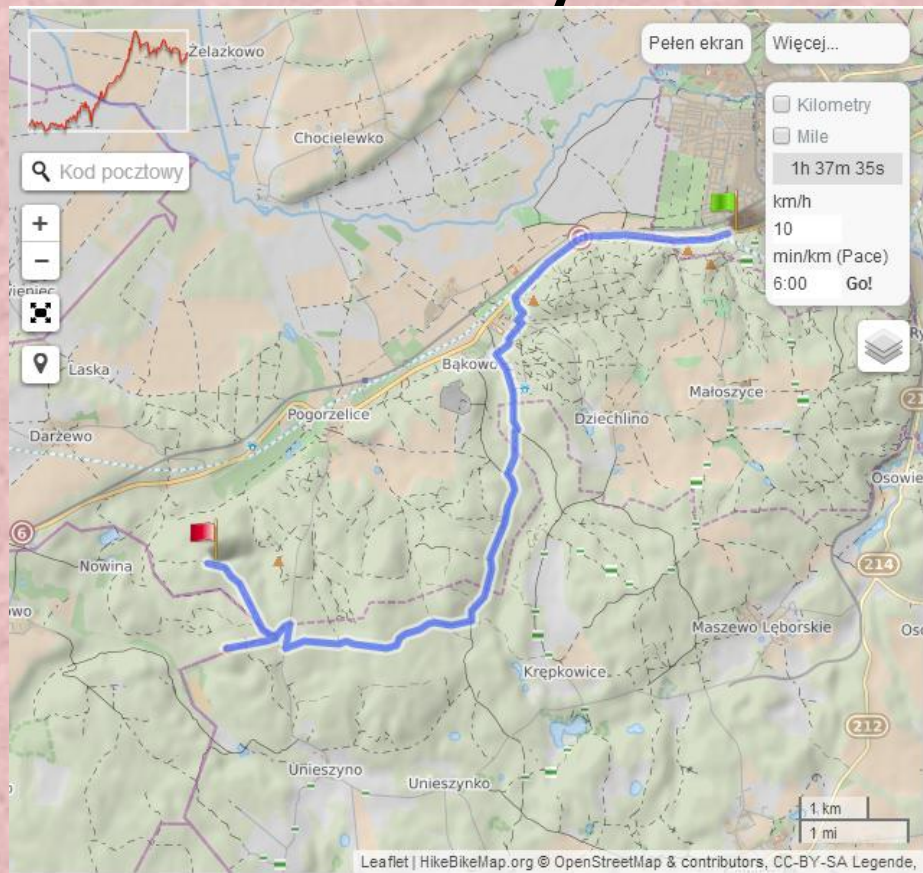 Żelazkowo
Pełen ekran
Więcej...
Chocielewko
Kilometry
Mile
1h 37m 35s
Kod pocztowy
km/h
10
+
min/km (Pace)
6:00 Go!
−
6
Laska
Bąkowo
Małoszyce
Pogorzelice
Dziechlino
Darżewo
Osowie
6
Nowina
214
Maszewo Lęborskie
Krępkowice
212
Unieszyno
Unieszynko
1 km
1 mi
Leaflet | HikeBikeMap.org © OpenStreetMap & contributors, CC-BY-SA Legende,